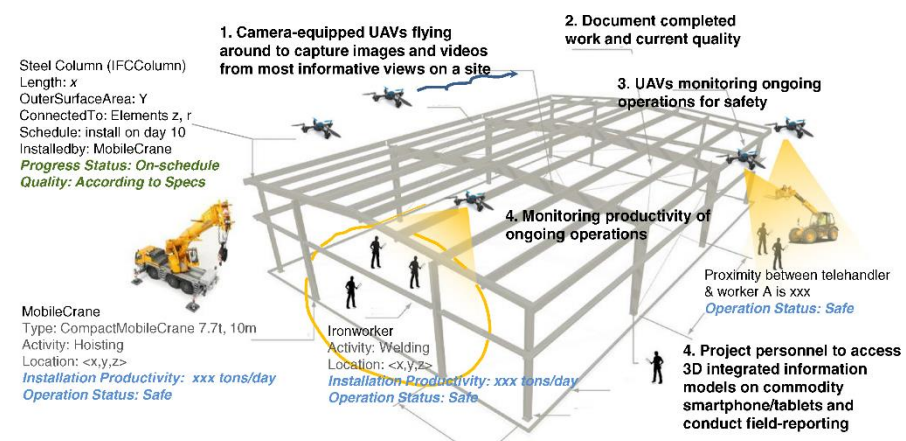 1. Camera-equipped UAVs flying
around to capture images and videos
from most informative views on a site
2. Document completed
work and current quality
Steel Column (IFCColumn)
Length: x
OuterSurfaceArea: Y
ConnectedTo: Elements z, r
Schedule: install on day 10
Installedby: MobileCrane
Progress Status: On-schedule
Quality: According to Specs
3. UAVs monitoring ongoing
operations for safety
4. Monitoring productivity of
ongoing operations
Proximity between telehandler
& worker A is xxx
Operation Status: Safe
MobileCrane
Type: CompactMobileCrane 7.7t, 10m
Activity: Hoisting
Location: <x,y,z>
Installation Productivity: xxx tons/day
Operation Status: Safe
Ironworker
Activity: Welding
Location: <x,y,z>
Installation Productivity: xxx tons/day
Operation Status: Safe
4. Project personnel to access
3D integrated information
models on commodity
smartphone/tablets and
conduct field-reporting